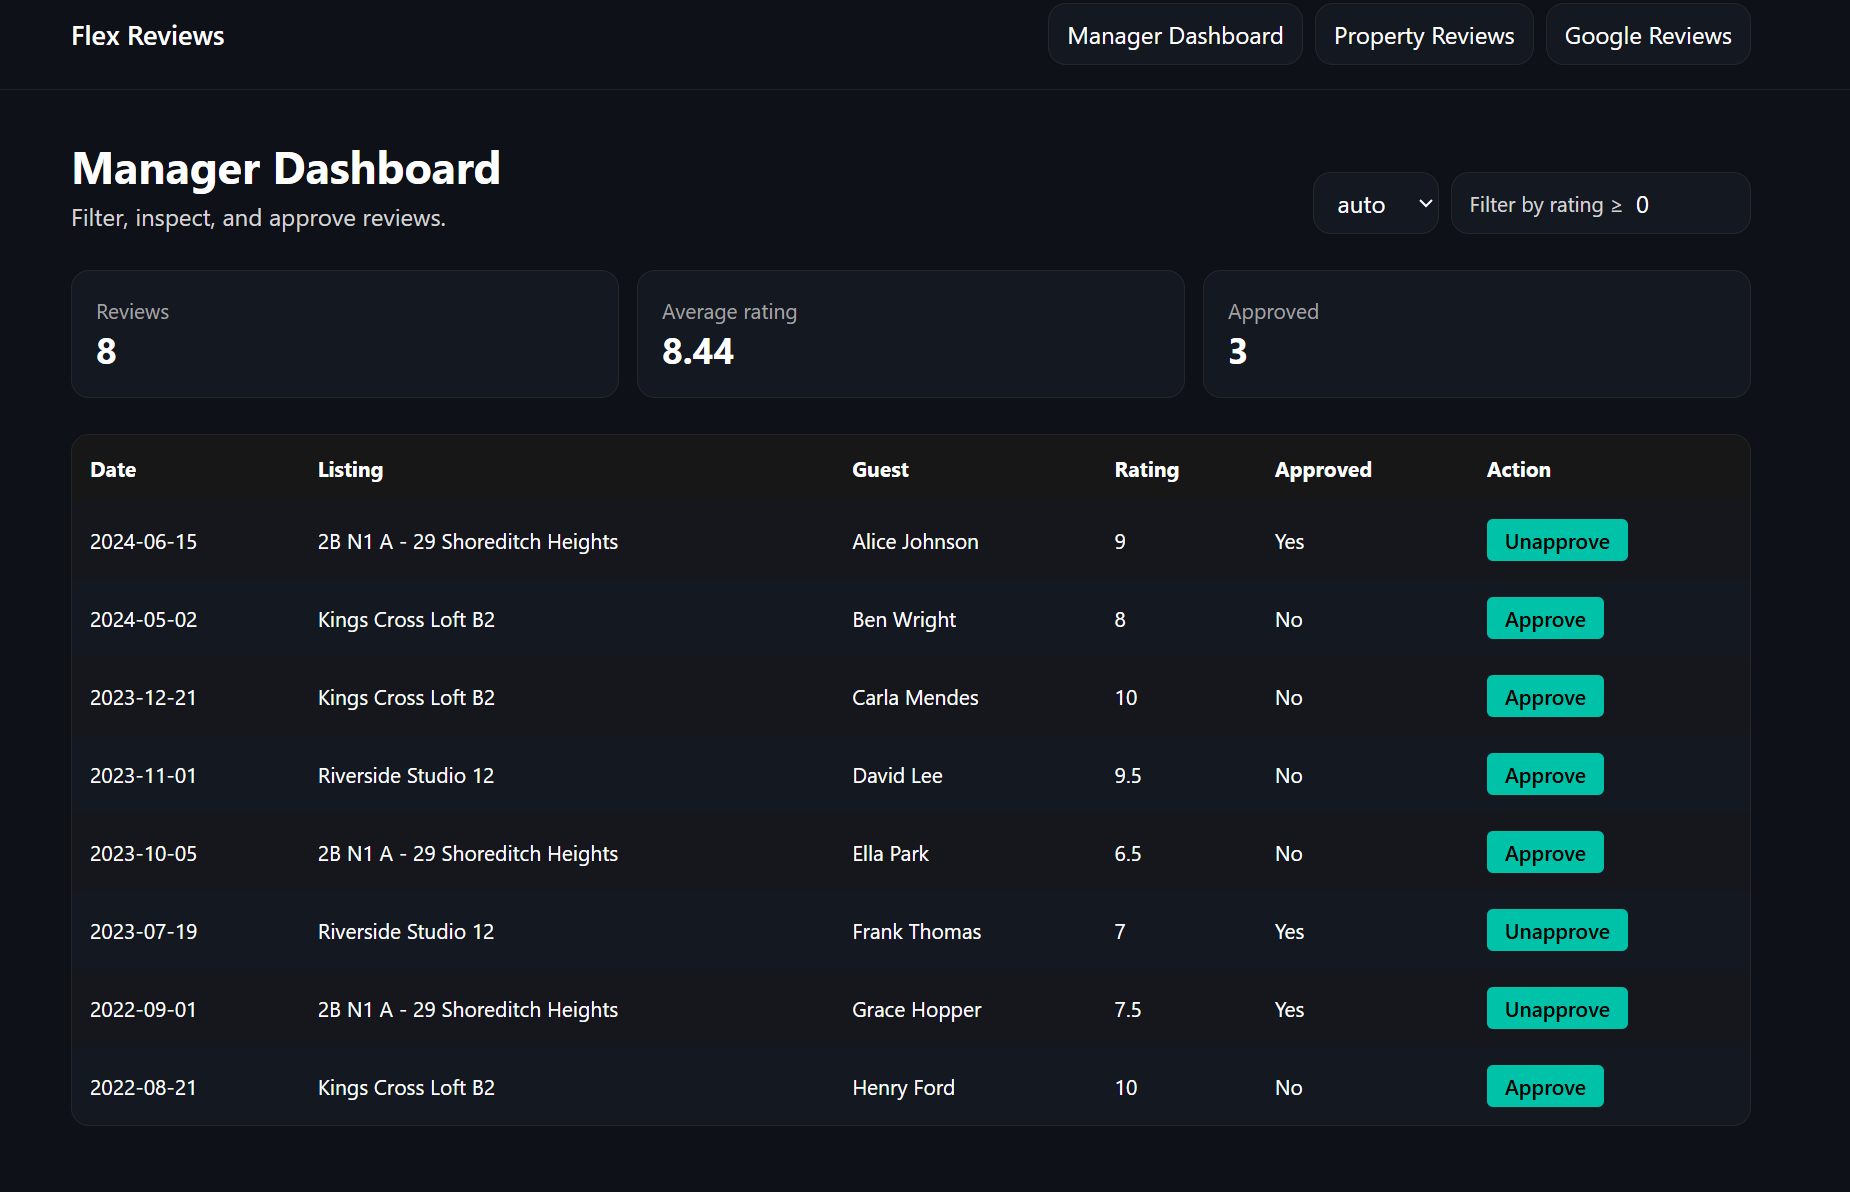 Flex Reviews Manager Dashboard Property Reviews Google Reviews
Manager Dashboard
Filter, inspect, and approve reviews.
auto Filter by rating ≥ 0
Reviews Average rating Approved
8 8.44 3
Date Listing Guest Rating Approved Action
2024-06-15 2B N1 A - 29 Shoreditch Heights Alice Johnson 9 Yes Unapprove
2024-05-02 Kings Cross Loft B2 Ben Wright 8 No Approve
2023-12-21 Kings Cross Loft B2 Carla Mendes 10 No Approve
2023-11-01 Riverside Studio 12 David Lee 9.5 No Approve
2023-10-05 2B N1 A - 29 Shoreditch Heights Ella Park 6.5 No Approve
2023-07-19 Riverside Studio 12 Frank Thomas 7 Yes Unapprove
2022-09-01 2B N1 A - 29 Shoreditch Heights Grace Hopper 7.5 Yes Unapprove
2022-08-21 Kings Cross Loft B2 Henry Ford 10 No Approve